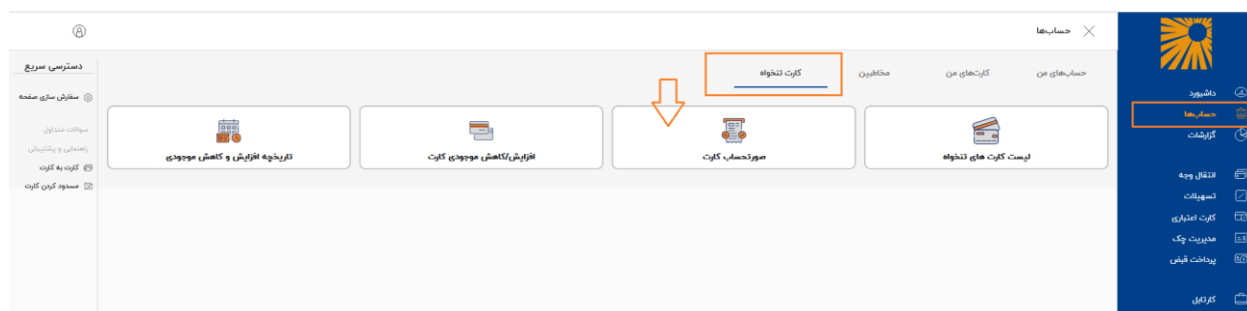 حساب‌ها
حساب‌های من
کارت‌های من
مخاطبین
کارت تنخواه
لیست کارت های تنخواه
صورتحساب کارت
افزایش/کاهش موجودی کارت
تاریخچه افزایش و کاهش موجودی
داشبورد
حساب‌ها
گزارشات
انتقال وجه
تسهیلات
کارت اعتباری
مدیریت چک
پرداخت قبض
کارتابل
دسترسی سریع
سفارش سازی صفحه
سوالات متداول
راهنمایی و پشتیبانی
کارت به کارت
مسدود کردن کارت